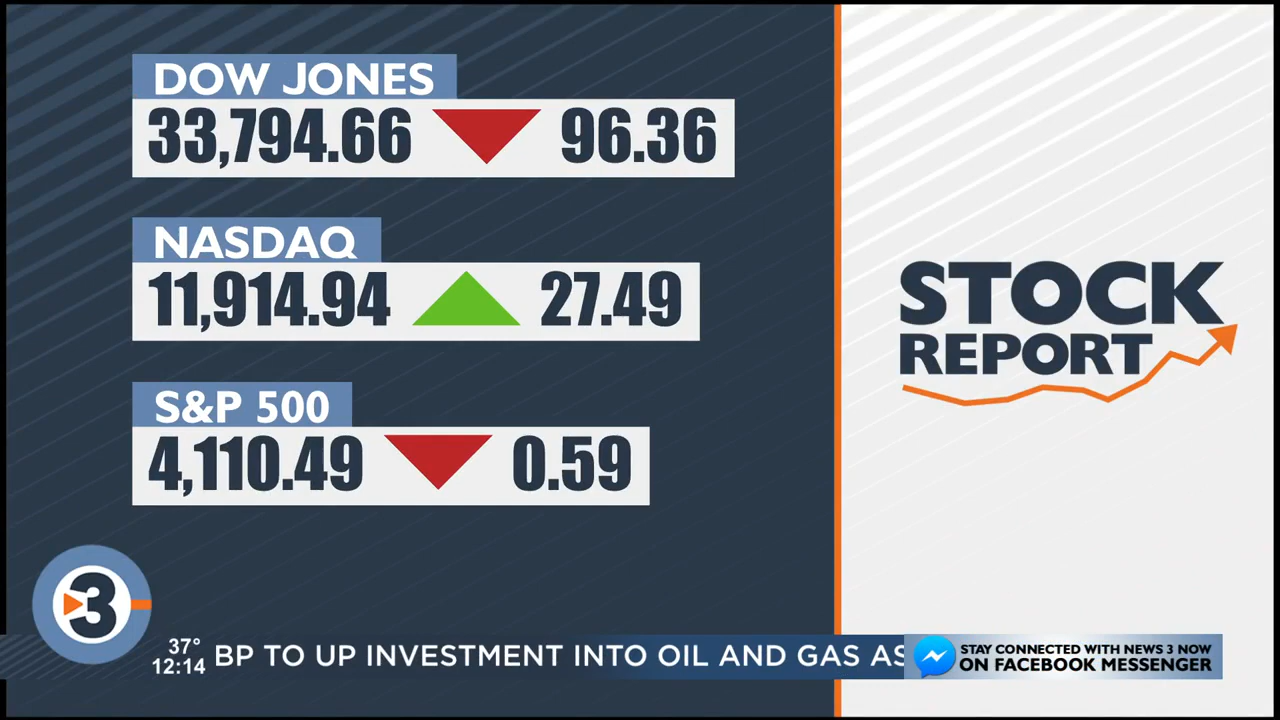 DOW JONES
33,794.66 96.36
NASDAQ
11,914.94 27.49
S&P 500
4,110.49 0.59
STOCK
REPORT
3
37°
12:14
BP TO UP INVESTMENT INTO OIL AND GAS AS
STAY CONNECTED WITH NEWS 3 NOW
ON FACEBOOK MESSENGER